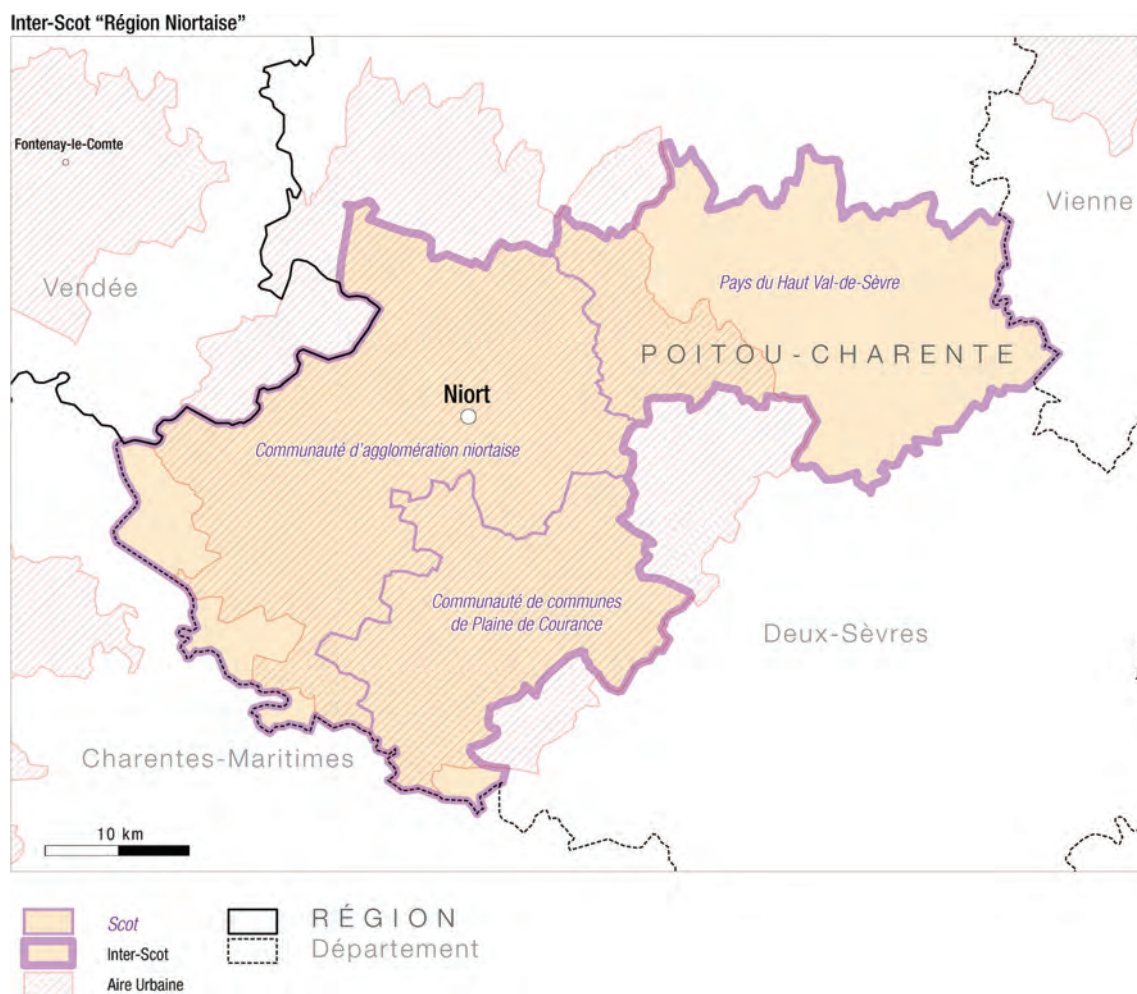 Inter-Scot “Région Niortaise”
Fontenay-le-Comte
Vienne
Vendée
Pays du Haut Val-de-Sèvre
POITOU-CHARENTE
Niort
Communauté d’agglomération niortaise
Communauté de communes
de Plaine de Courance
Deux-Sèvres
Charentes-Maritimes
10 km
Scot
RÉGION
Inter-Scot
Département
Aire Urbaine